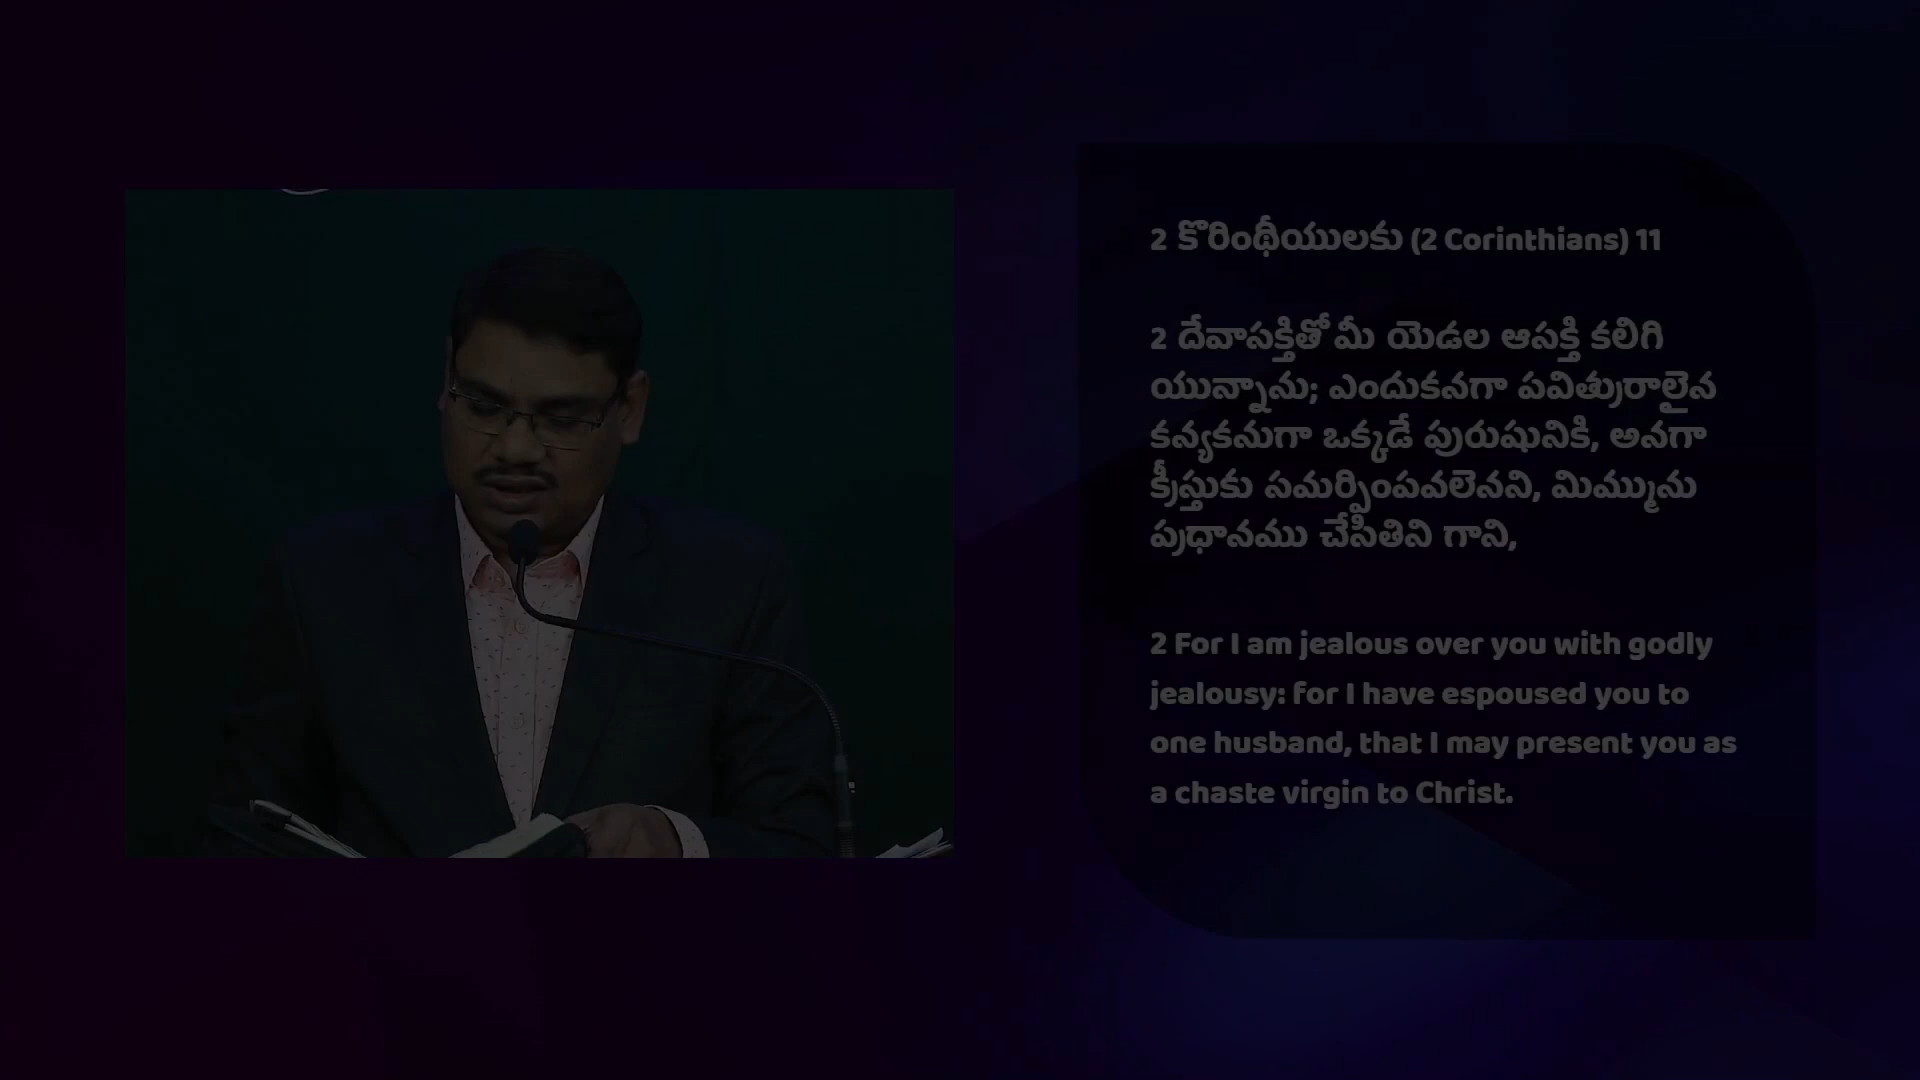 2 కొరింథీయులకు (2 Corinthians) 11
2 దేవాసక్తితో మీ యెడల ఆసక్తి కలిగి
యున్నాను; ఎందుకనగా పవిత్రురాలైన
కన్యకనుగా ఒక్కడే పురుషునికి, అనగా
క్రీస్తుకు సమర్పింపవలెనని, మిమ్మును
ప్రధానము చేసితిని గాని,
2 For I am jealous over you with godly
jealousy: for I have espoused you to
one husband, that I may present you as
a chaste virgin to Christ.